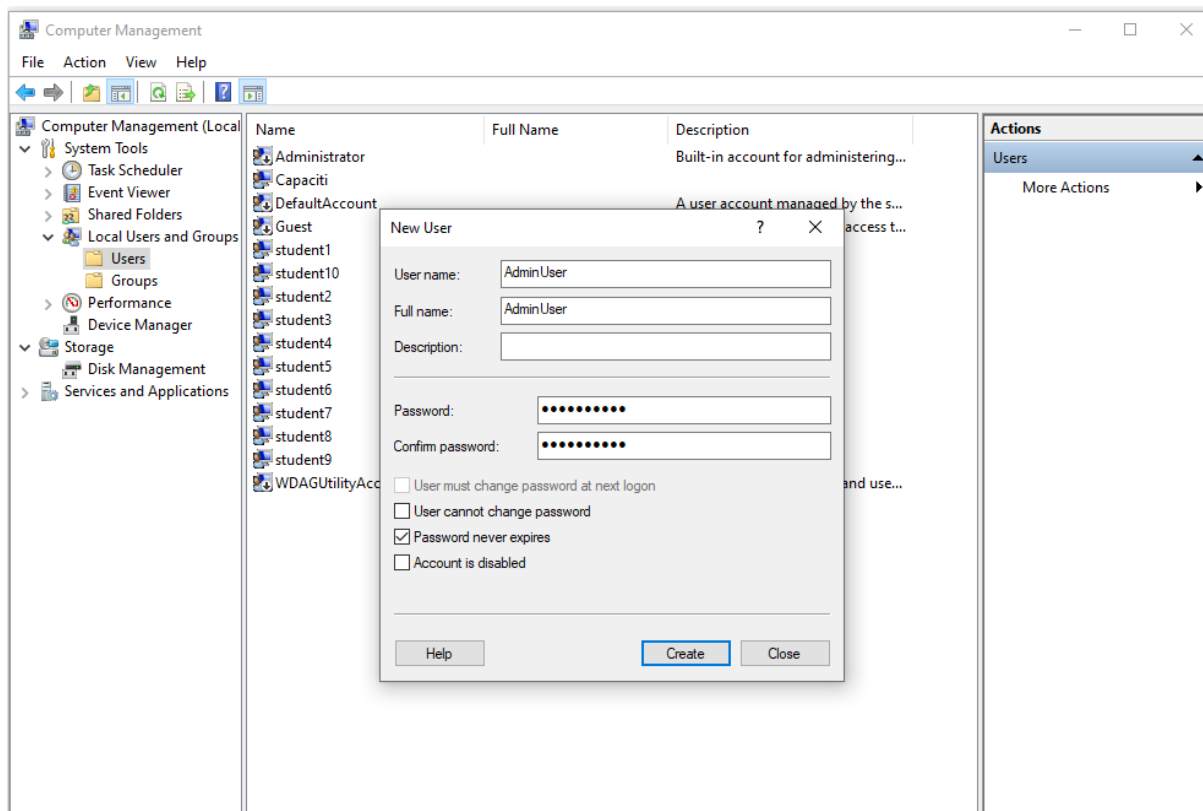 Computer Management
File Action View Help
Computer Management (Local
System Tools
Task Scheduler
Event Viewer
Shared Folders
Local Users and Groups
Users
Groups
Performance
Device Manager
Storage
Disk Management
Services and Applications
Name Full Name Description
Administrator Built-in account for administering...
Capaciti
DefaultAccount A user account managed by the s...
Guest access t...
student1
student10
student2
student3
student4
student5
student6
student7
student8
student9
WDAGUtilityAcc and use...
New User ?
User name: AdminUser
Full name: AdminUser
Description:
Password: ●●●●●●●●●●
Confirm password: ●●●●●●●●●●
User must change password at next logon
User cannot change password
Password never expires
Account is disabled
Help Create Close
Actions
Users
More Actions